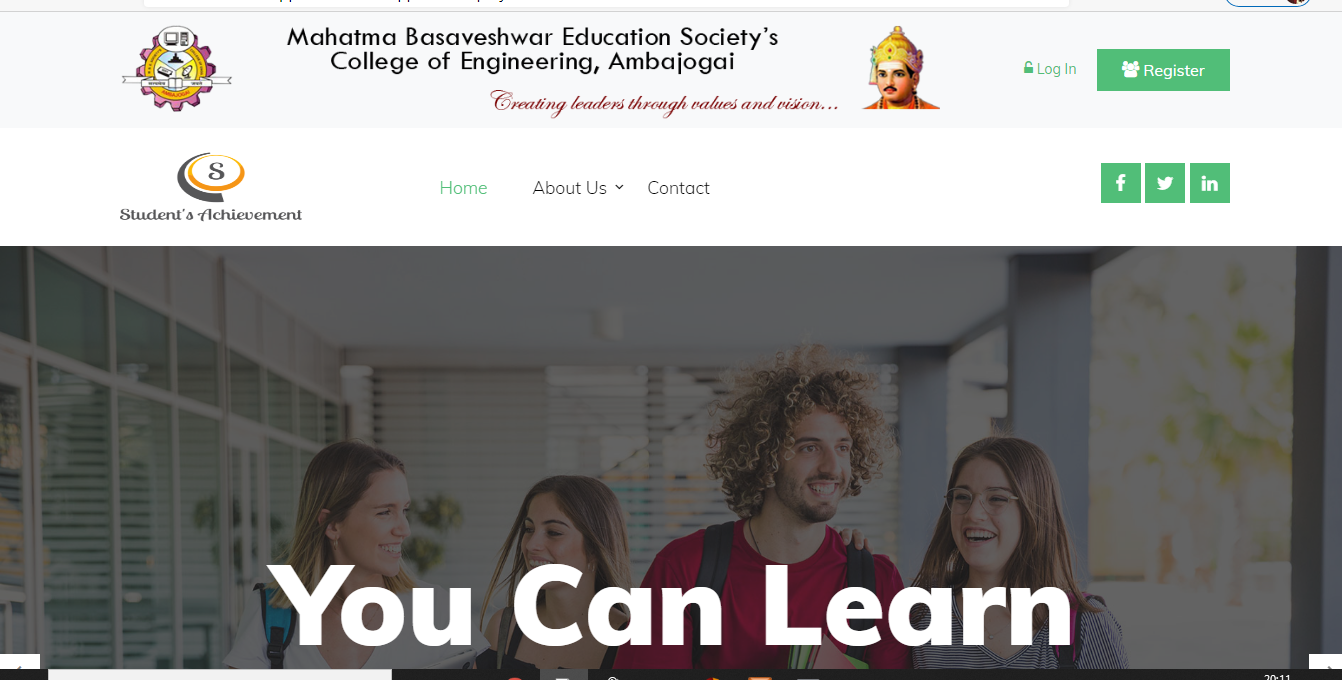 Mahatma Basaveshwar Education Society's
College of Engineering, Ambajogai
Creating leaders through values and vision...
Log In
Register
S
Student's Achievement
Home
About Us
Contact
You Can Learn
20:11